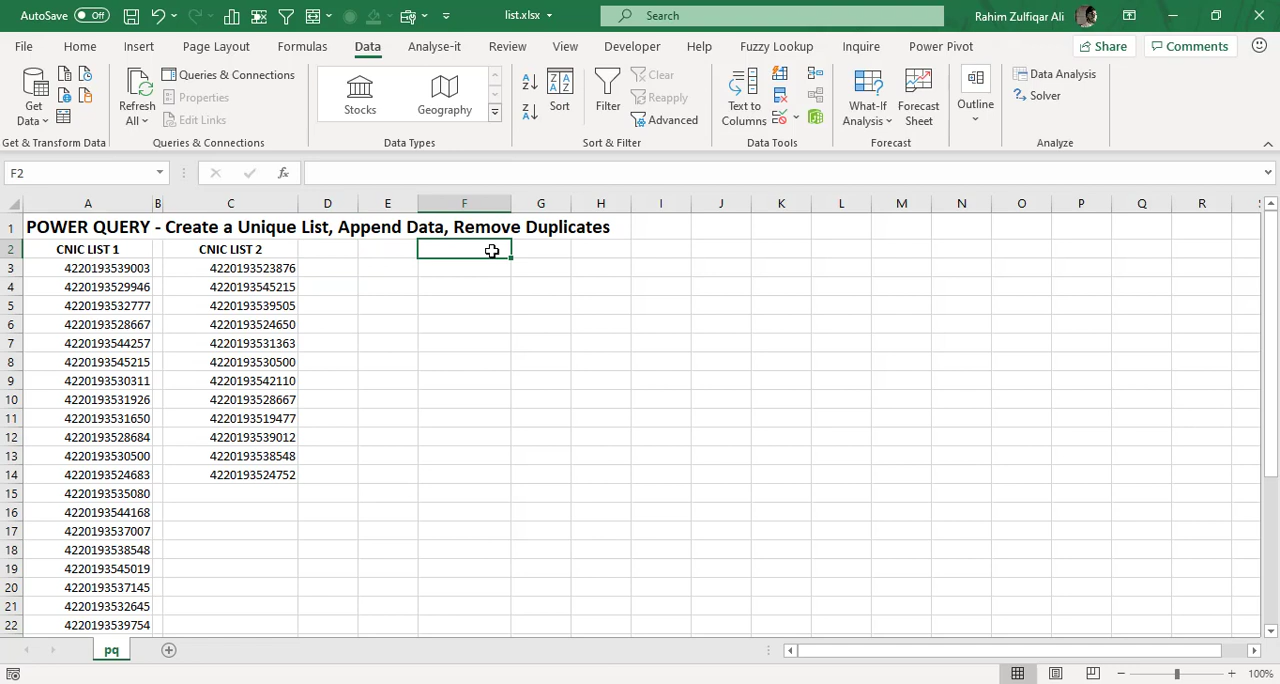 AutoSave Off list.xlsx Search Rahim Zulfiqar Ali
File Home Insert Page Layout Formulas Data Analyse-it Review View Developer Help Fuzzy Lookup Inquire Power Pivot Share Comments
Get Data
Refresh All
Queries & Connections
Properties
Edit Links
Stocks
Geography
Sort
Filter
Clear
Reapply
Advanced
Text to Columns
What-If Analysis
Forecast Sheet
Outline
Data Analysis
Solver
Get & Transform Data Queries & Connections Data Types Sort & Filter Data Tools Forecast Analyze
F2 fx
A B C D E F G H I J K L M N O P Q R S
1 POWER QUERY - Create a Unique List, Append Data, Remove Duplicates
2 CNIC LIST 1 CNIC LIST 2
3 4220193539003 4220193523876
4 4220193529946 4220193545215
5 4220193532777 4220193539505
6 4220193528667 4220193524650
7 4220193544257 4220193531363
8 4220193545215 4220193530500
9 4220193530311 4220193542110
10 4220193531926 4220193528667
11 4220193531650 4220193519477
12 4220193528684 4220193539012
13 4220193530500 4220193538548
14 4220193524683 4220193524752
15 4220193535080
16 4220193544168
17 4220193537007
18 4220193538548
19 4220193545019
20 4220193537145
21 4220193532645
22 4220193539754
pq
100%